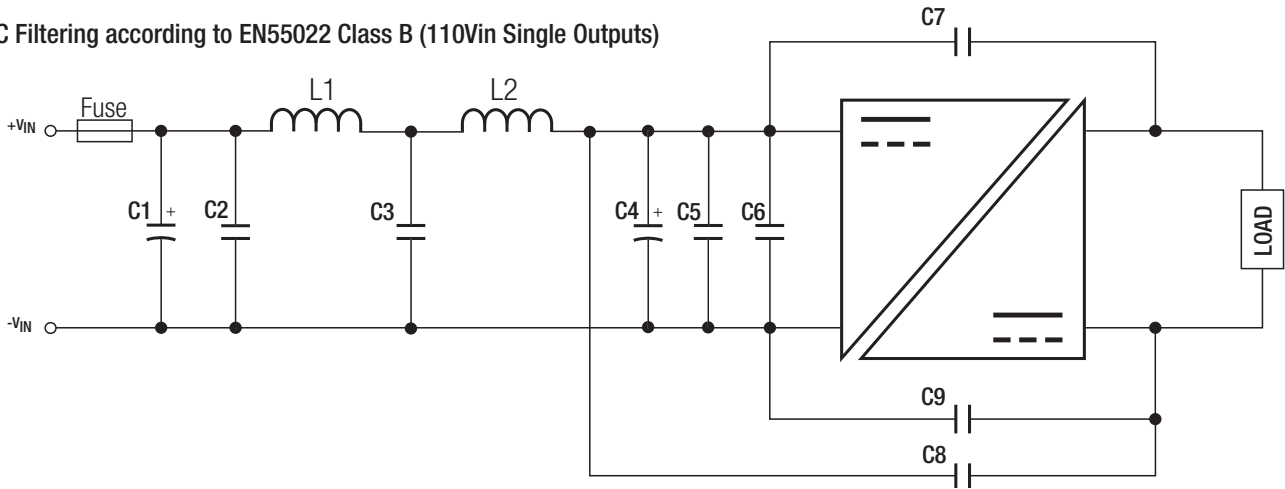 C Filtering according to EN55022 Class B (110Vin Single Outputs)
C7
L1
L2
Fuse
+VIN
C1 +
C2
C3
C4 +
C5
C6
LOAD
-VIN
C9
C8